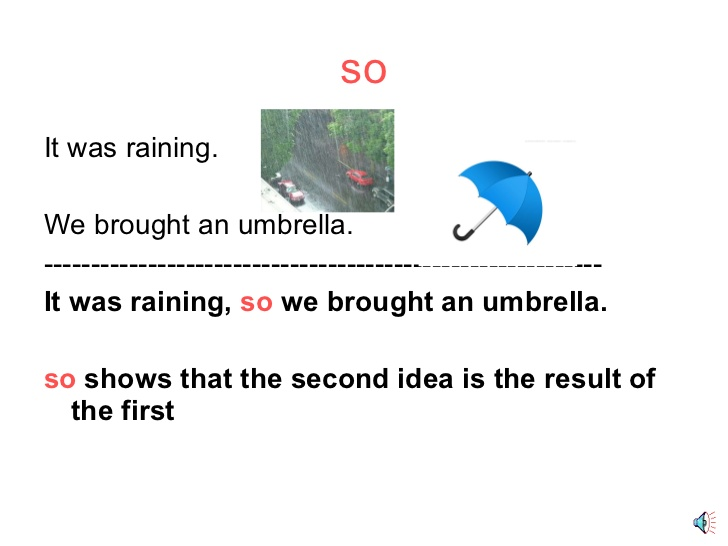 so
It was raining.
We brought an umbrella.
------------------------------------------------------------
It was raining, so we brought an umbrella.
so shows that the second idea is the result of
the first